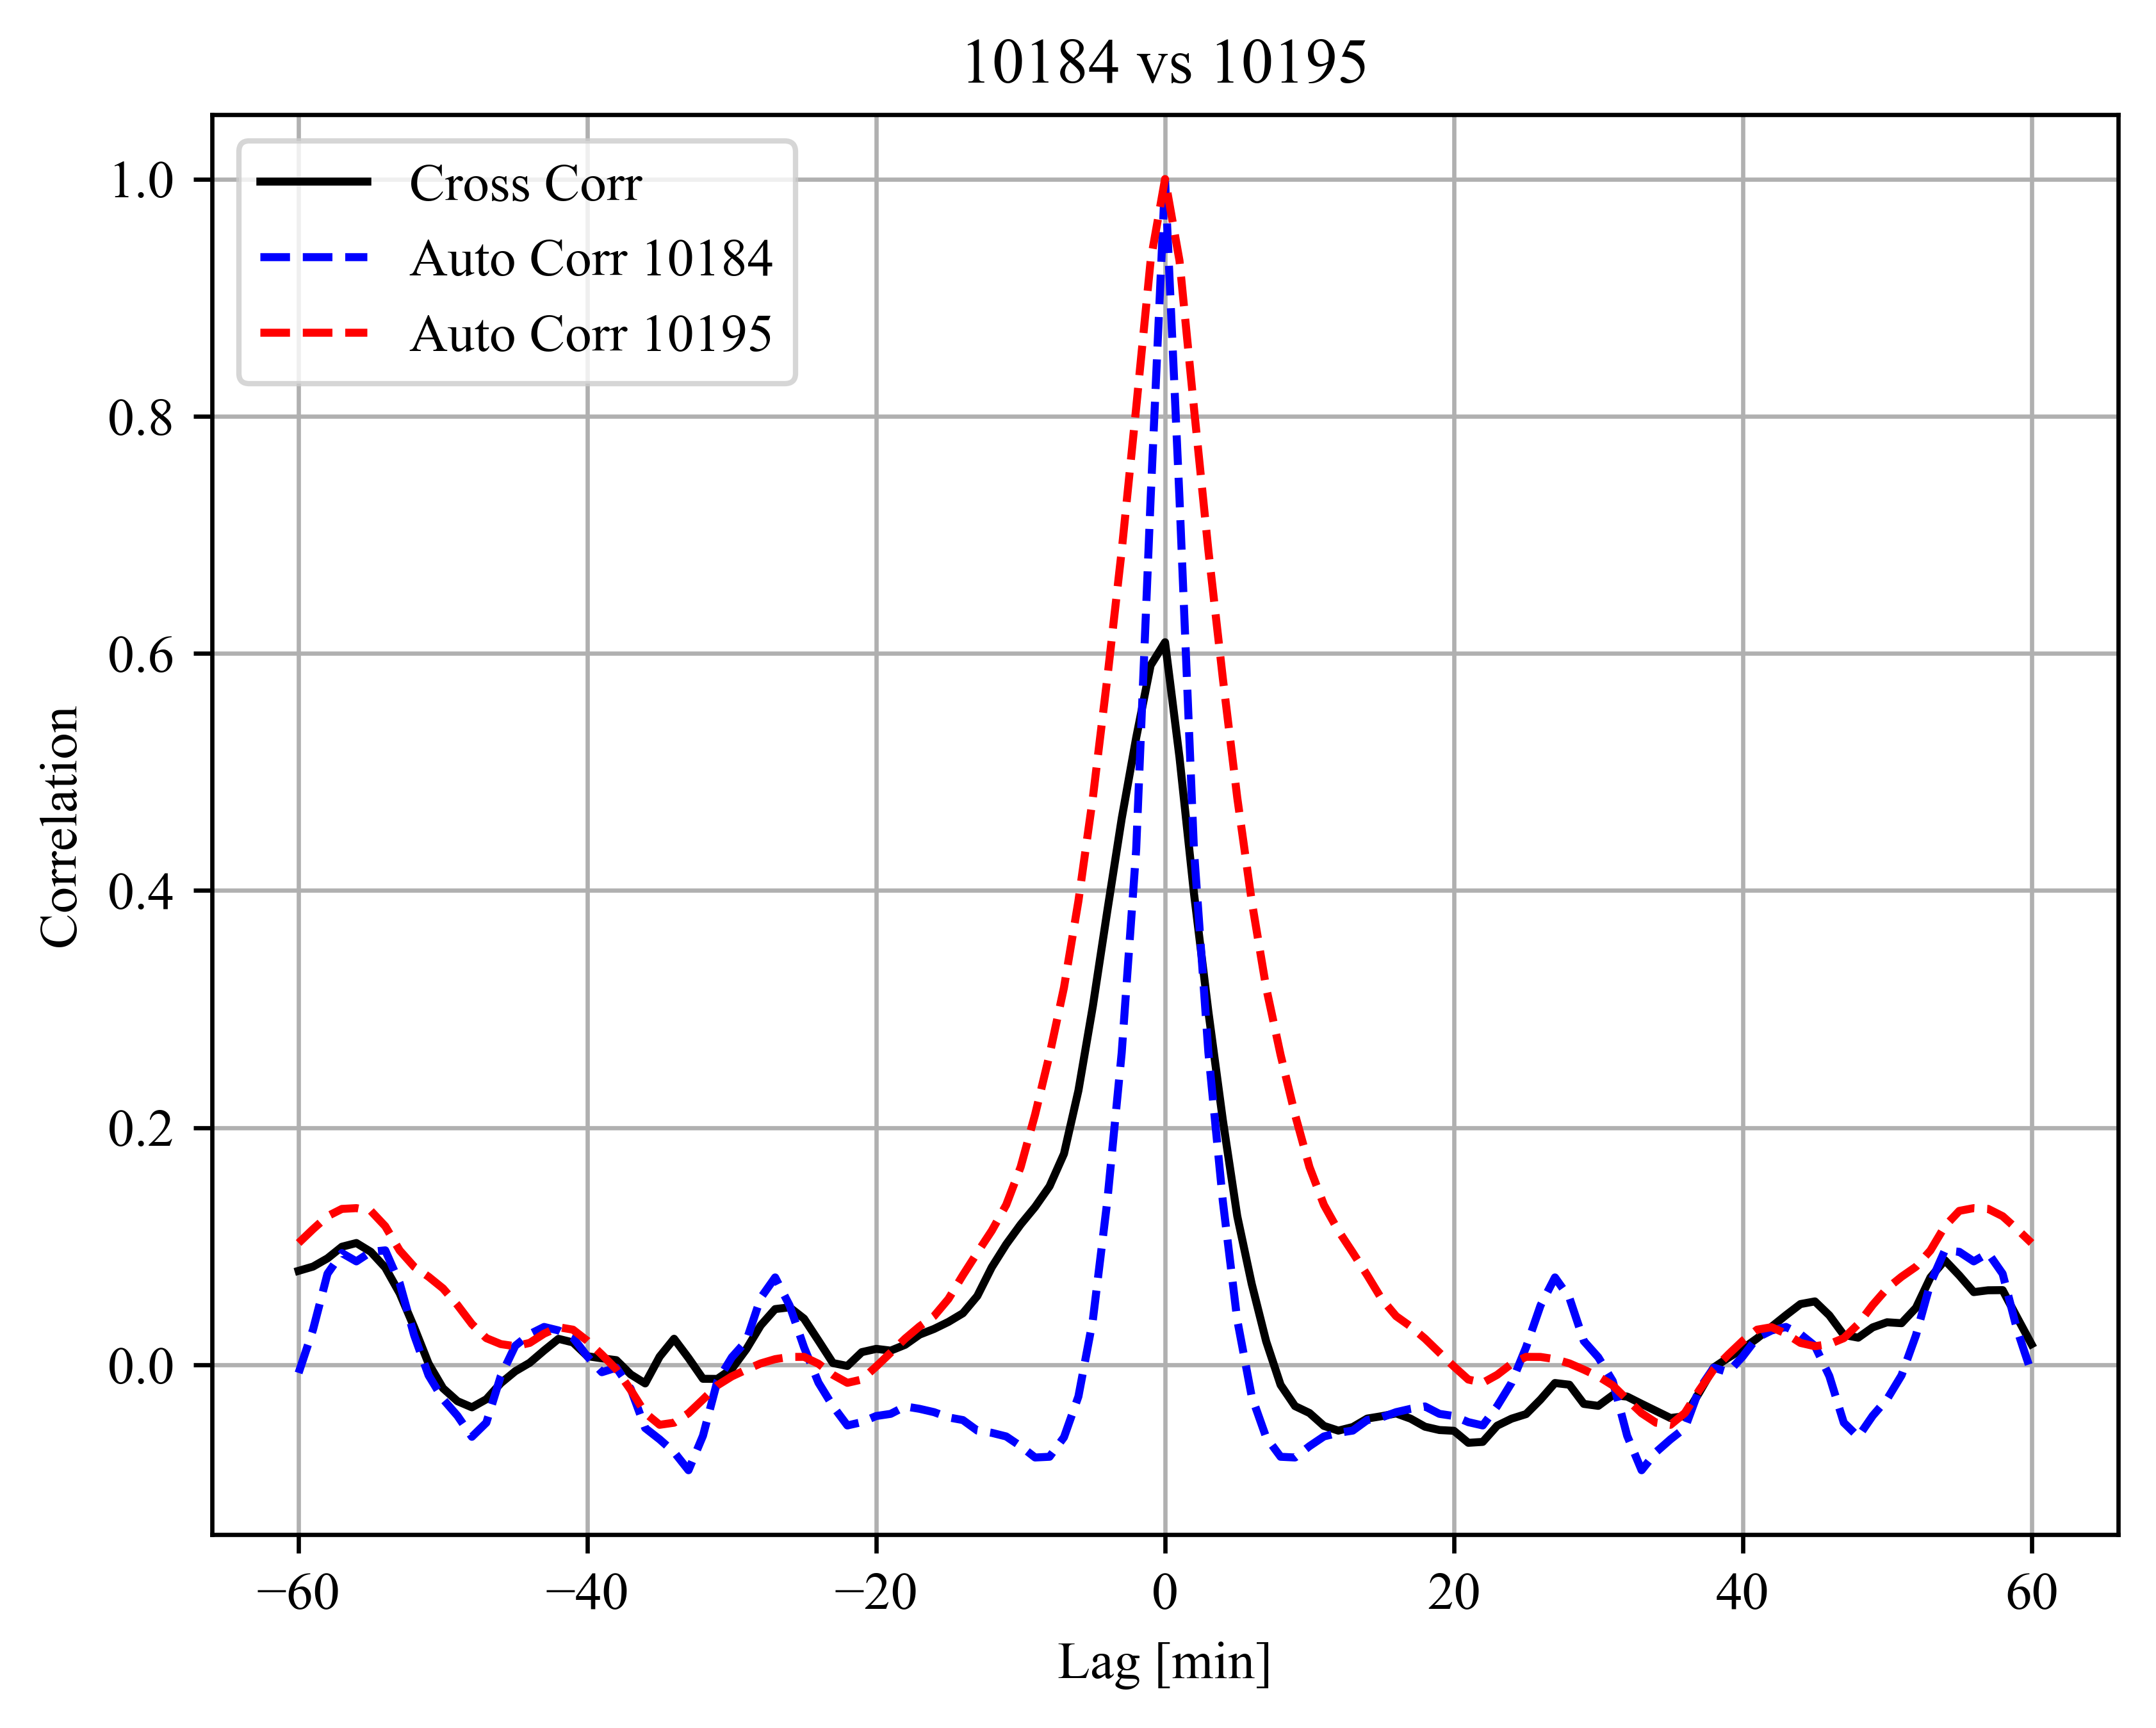 10184 vs 10195
Cross Corr
Auto Corr 10184
Auto Corr 10195
Correlation
1.0
0.8
0.6
0.4
0.2
0.0
−60 −40 −20 0 20 40 60
Lag [min]